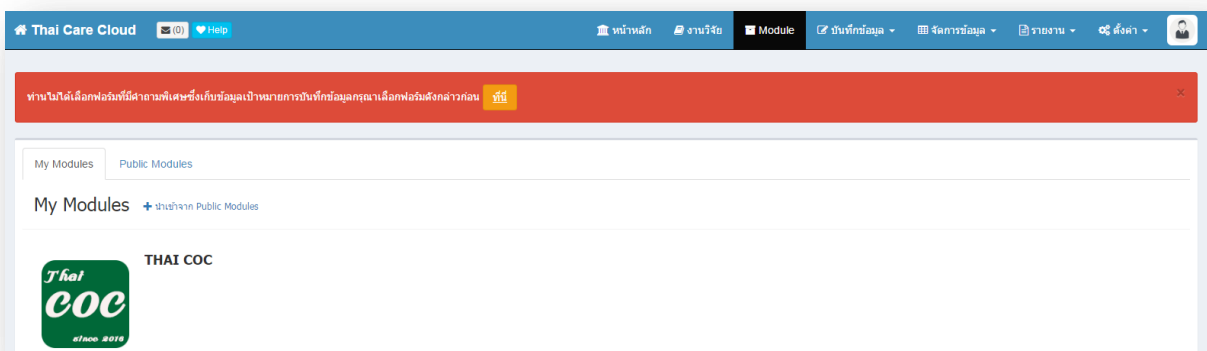 Thai Care Cloud (0) Help หน้าหลัก งานวิจัย Module บันทึกข้อมูล จัดการข้อมูล รายงาน ตั้งค่า
ท่านไม่ได้เลือกฟอร์มที่มีคำถามพิเศษซึ่งเก็บข้อมูลเป้าหมายการบันทึกข้อมูลกรุณาเลือกฟอร์มดังกล่าวก่อน ที่นี่ ×
My Modules Public Modules
My Modules + นำเข้าจาก Public Modules
THAI COC
Thai
COC
since 2016